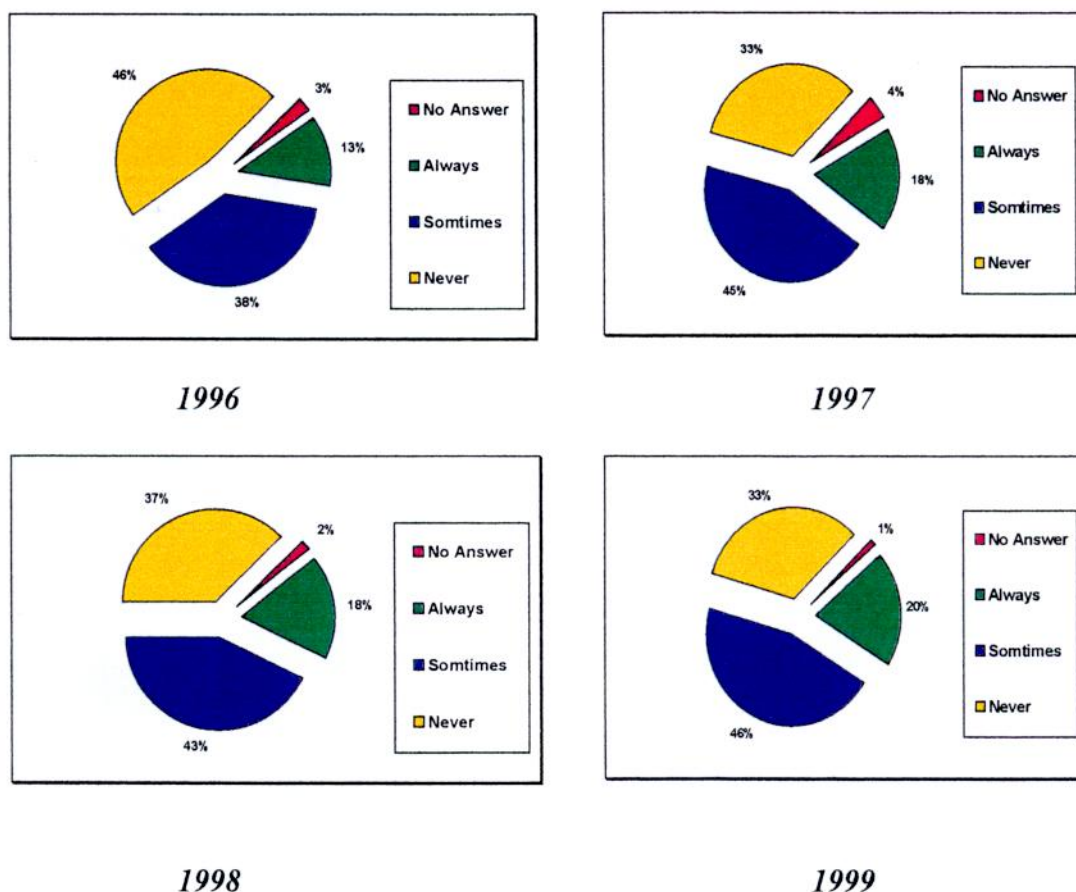 46%
3%
13%
38%
No Answer
Always
Somtimes
Never
1996
33%
4%
18%
45%
No Answer
Always
Somtimes
Never
1997
37%
2%
18%
43%
No Answer
Always
Somtimes
Never
1998
33%
1%
20%
46%
No Answer
Always
Somtimes
Never
1999